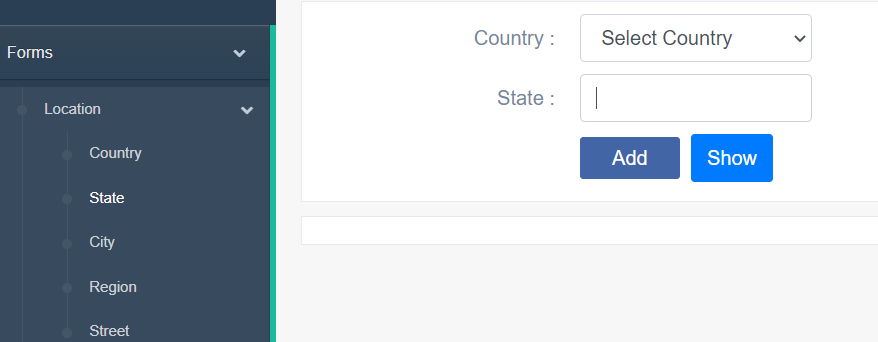 Forms
Location
Country
State
City
Region
Street
Country : Select Country
State :
Add Show